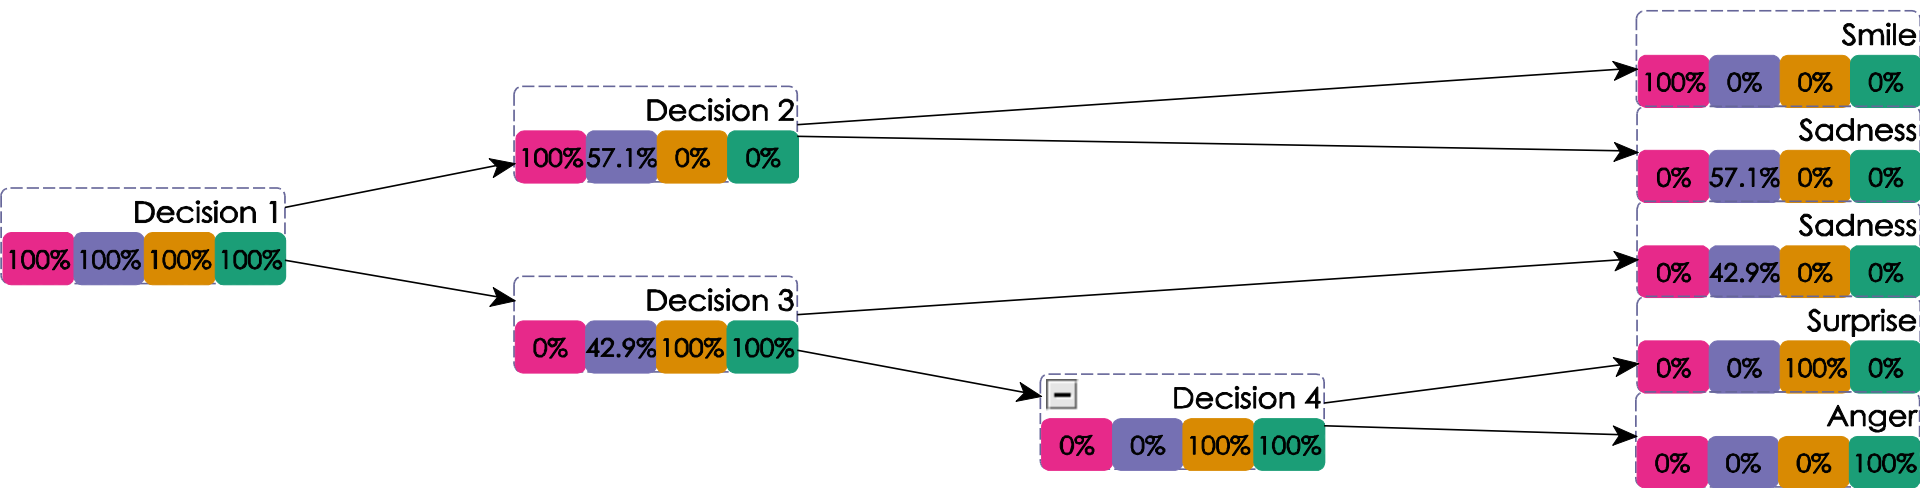 Smile
100% 0% 0% 0%
Decision 2
100% 57.1% 0% 0%
Sadness
0% 57.1% 0% 0%
Decision 1
100% 100% 100% 100%
Sadness
0% 42.9% 0% 0%
Decision 3
0% 42.9% 100% 100%
Surprise
0% 0% 100% 0%
Decision 4
0% 0% 100% 100%
Anger
0% 0% 0% 100%